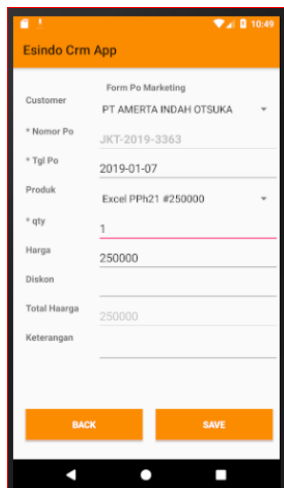 10:49
Esindo Crm App
Form Po Marketing
Customer
PT AMERTA INDAH OTSUKA
* Nomor Po
JKT-2019-3363
* Tgl Po
2019-01-07
Produk
Excel PPh21 #250000
* qty
1
Harga
250000
Diskon
Total Haarga
250000
Keterangan
BACK
SAVE